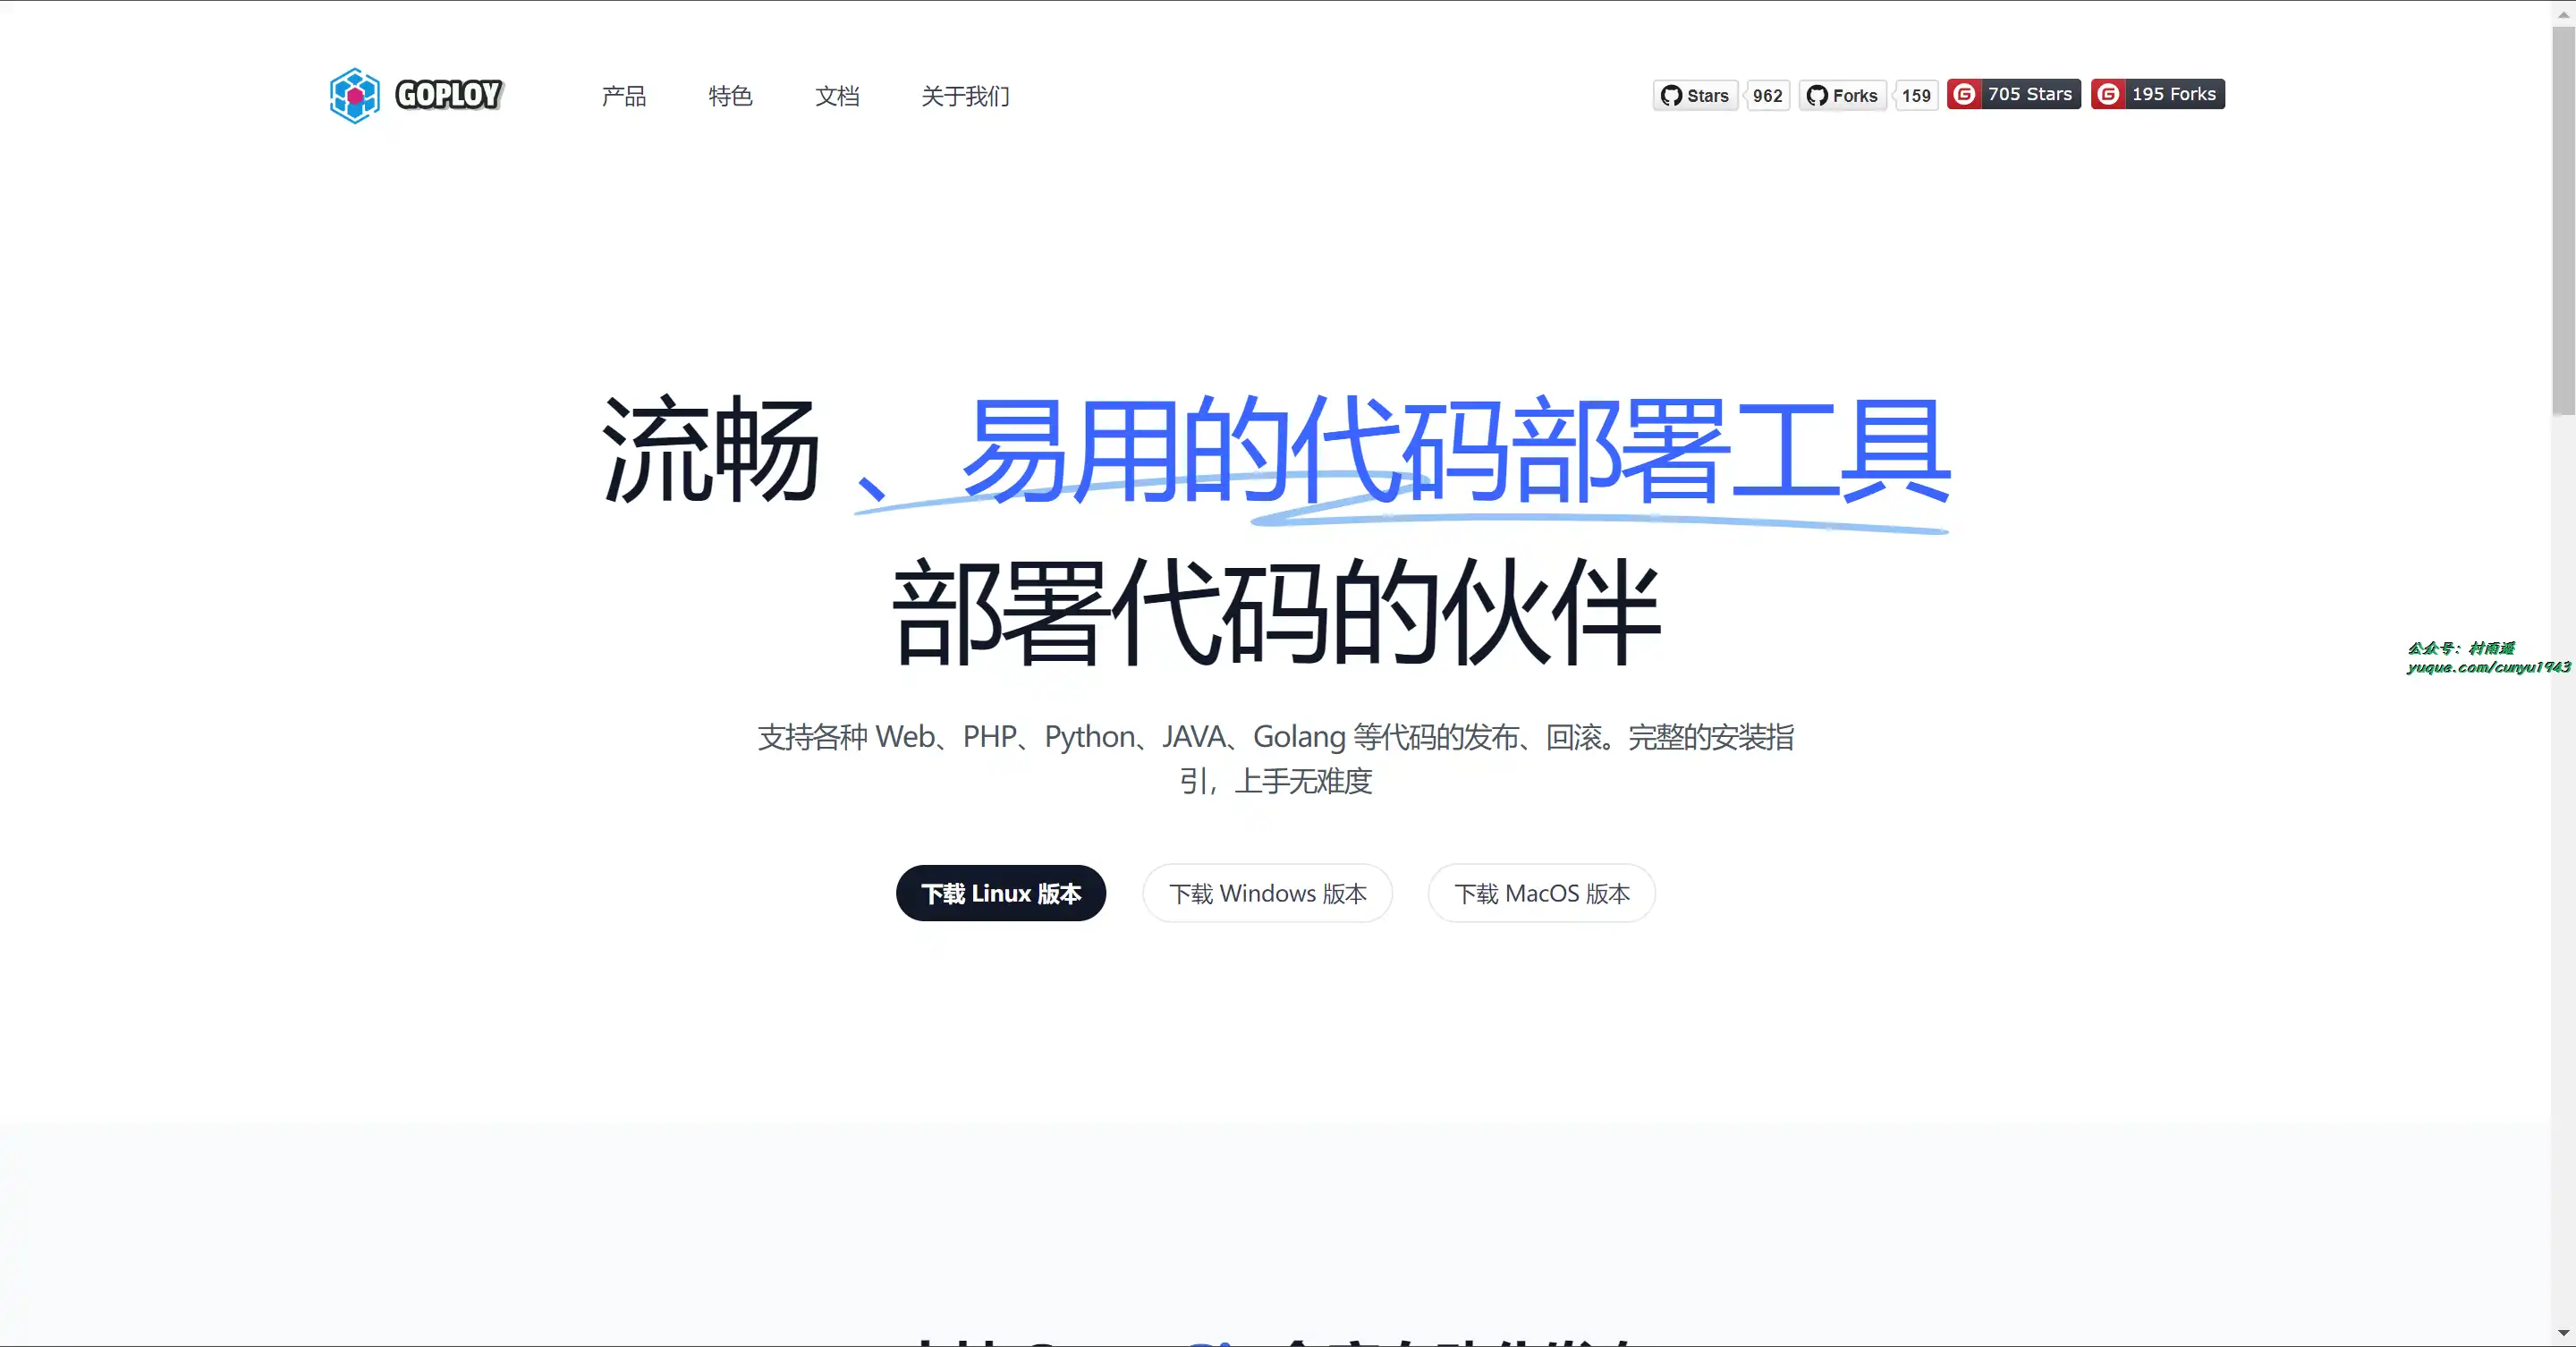 GOPLOY 产品 特色 文档 关于我们 Stars 962 Forks 159 G 705 Stars G 195 Forks
流畅、易用的代码部署工具
部署代码的伙伴
公众号：村雨遥
yuque.com/cunyu1943
支持各种 Web、PHP、Python、JAVA、Golang 等代码的发布、回滚。完整的安装指
引，上手无难度
下载 Linux 版本 下载 Windows 版本 下载 MacOS 版本